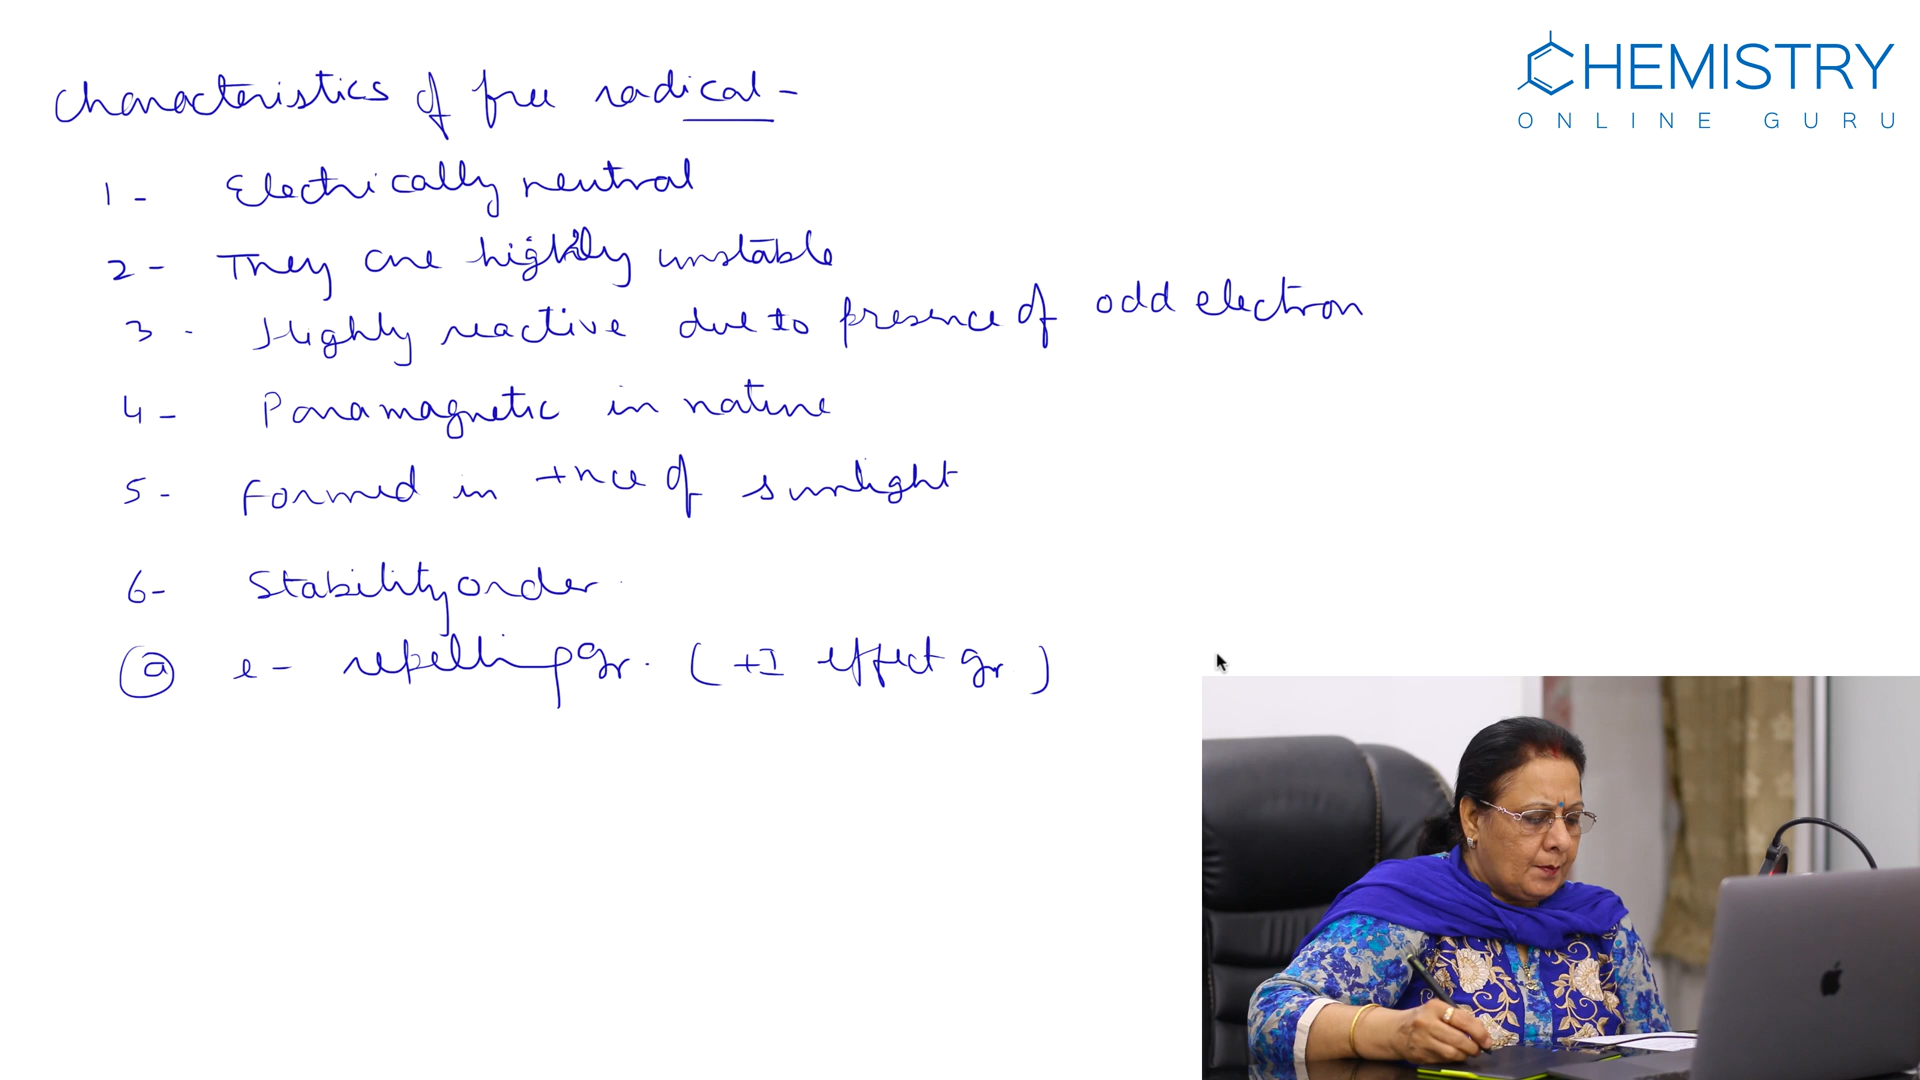 CHEMISTRY
ONLINE GURU
Characteristics of free radical -
1 - Electrically neutral
2 - They are highly unstable
3 - Highly reactive due to presence of odd electron
4 - Paramagnetic in nature
5 - Formed in +nce of sunlight
6 - Stability order
(a) e- repelling gr. (+I effect gr.)